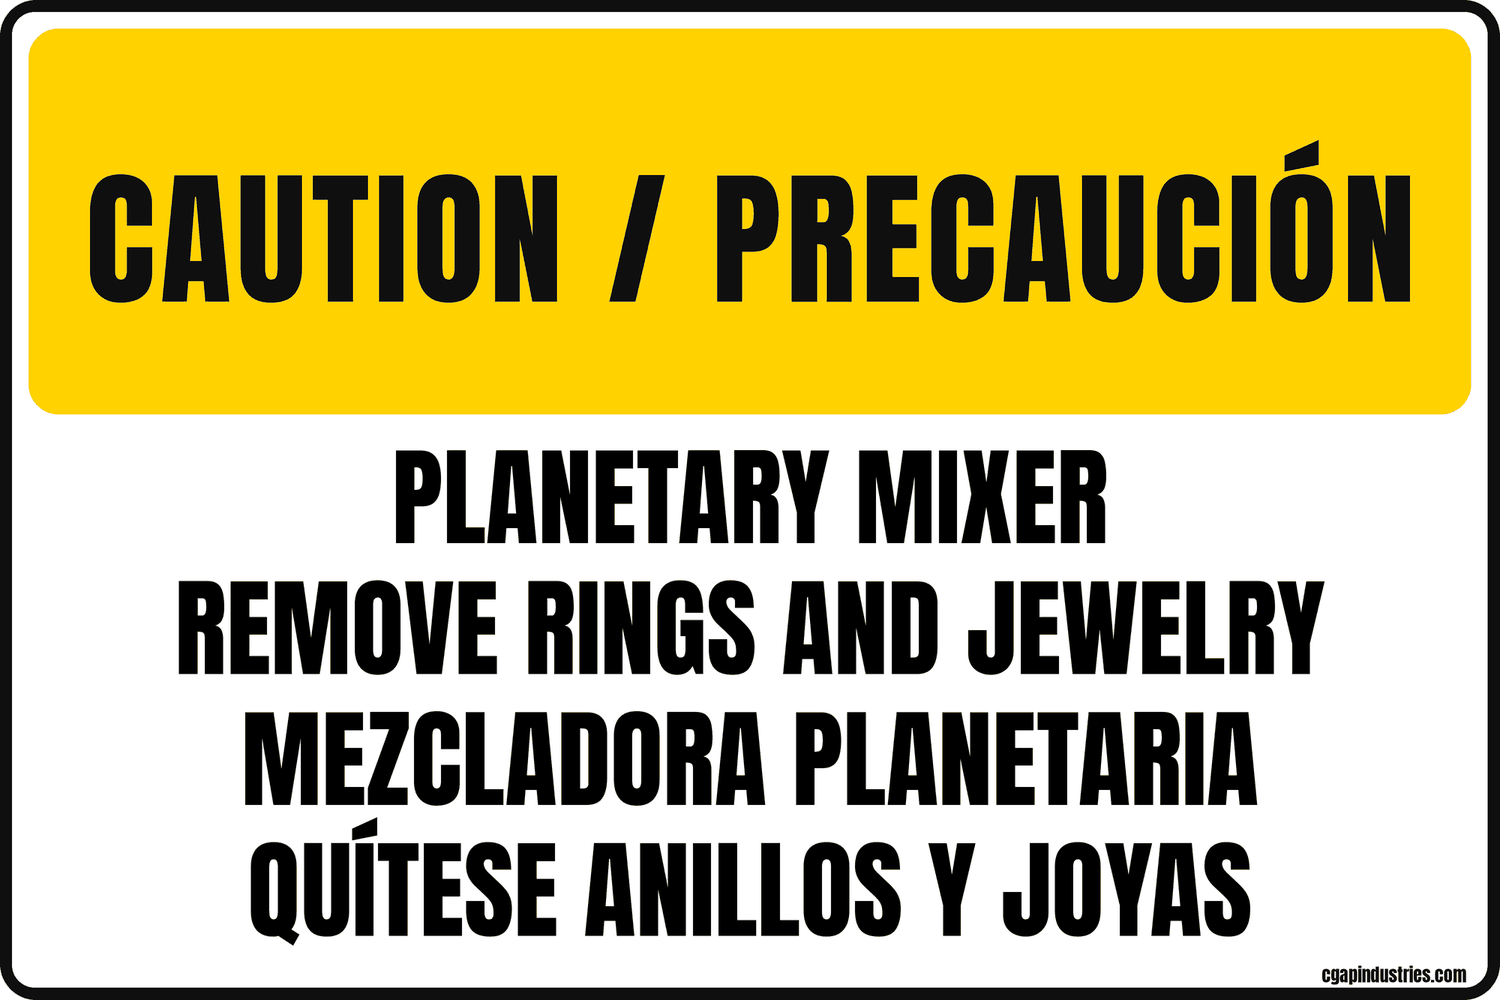 CAUTION / PRECAUCIÓN
PLANETARY MIXER
REMOVE RINGS AND JEWELRY
MEZCLADORA PLANETARIA
QUÍTESE ANILLOS Y JOYAS
cgapindustries.com